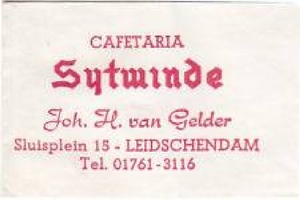 CAFETARIA
Sytwinde
Joh. H. van Gelder
Sluisplein 15 - LEIDSCHENDAM
Tel. 01761-3116